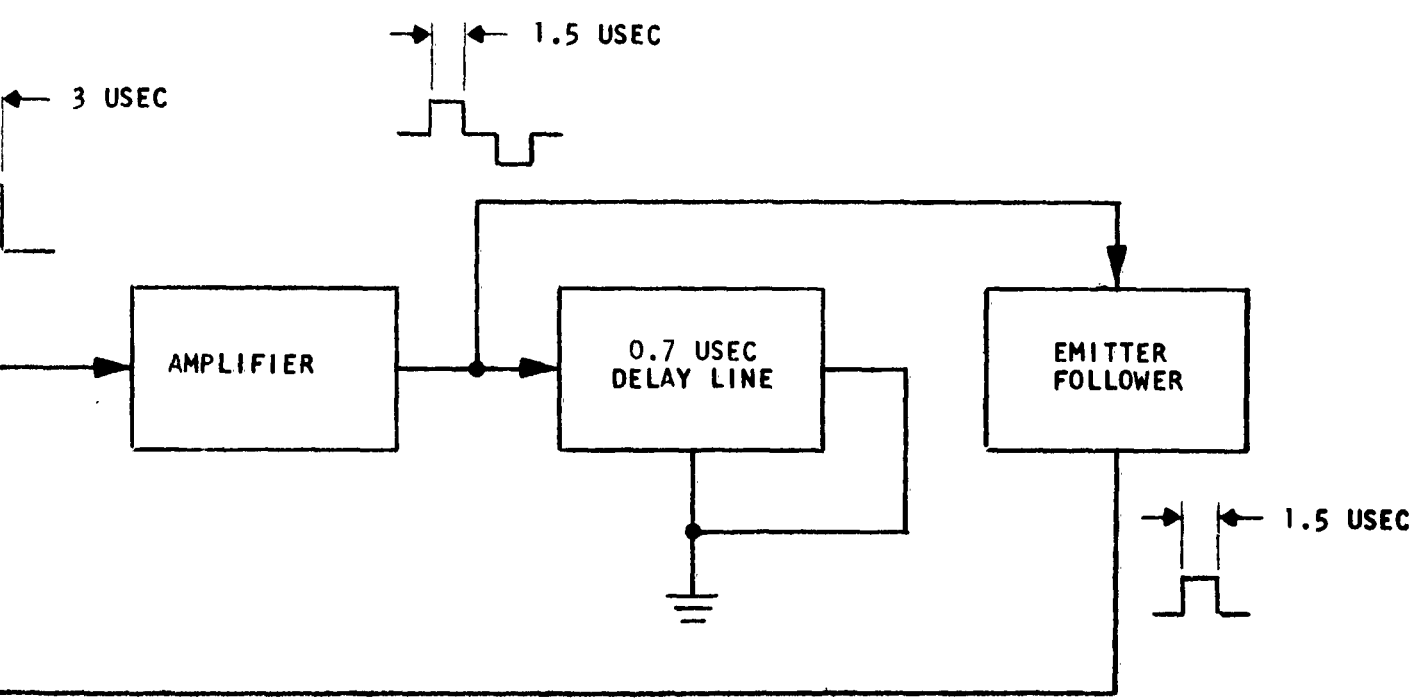 1.5 USEC
3 USEC
AMPLIFIER
0.7 USEC
DELAY LINE
EMITTER
FOLLOWER
1.5 USEC